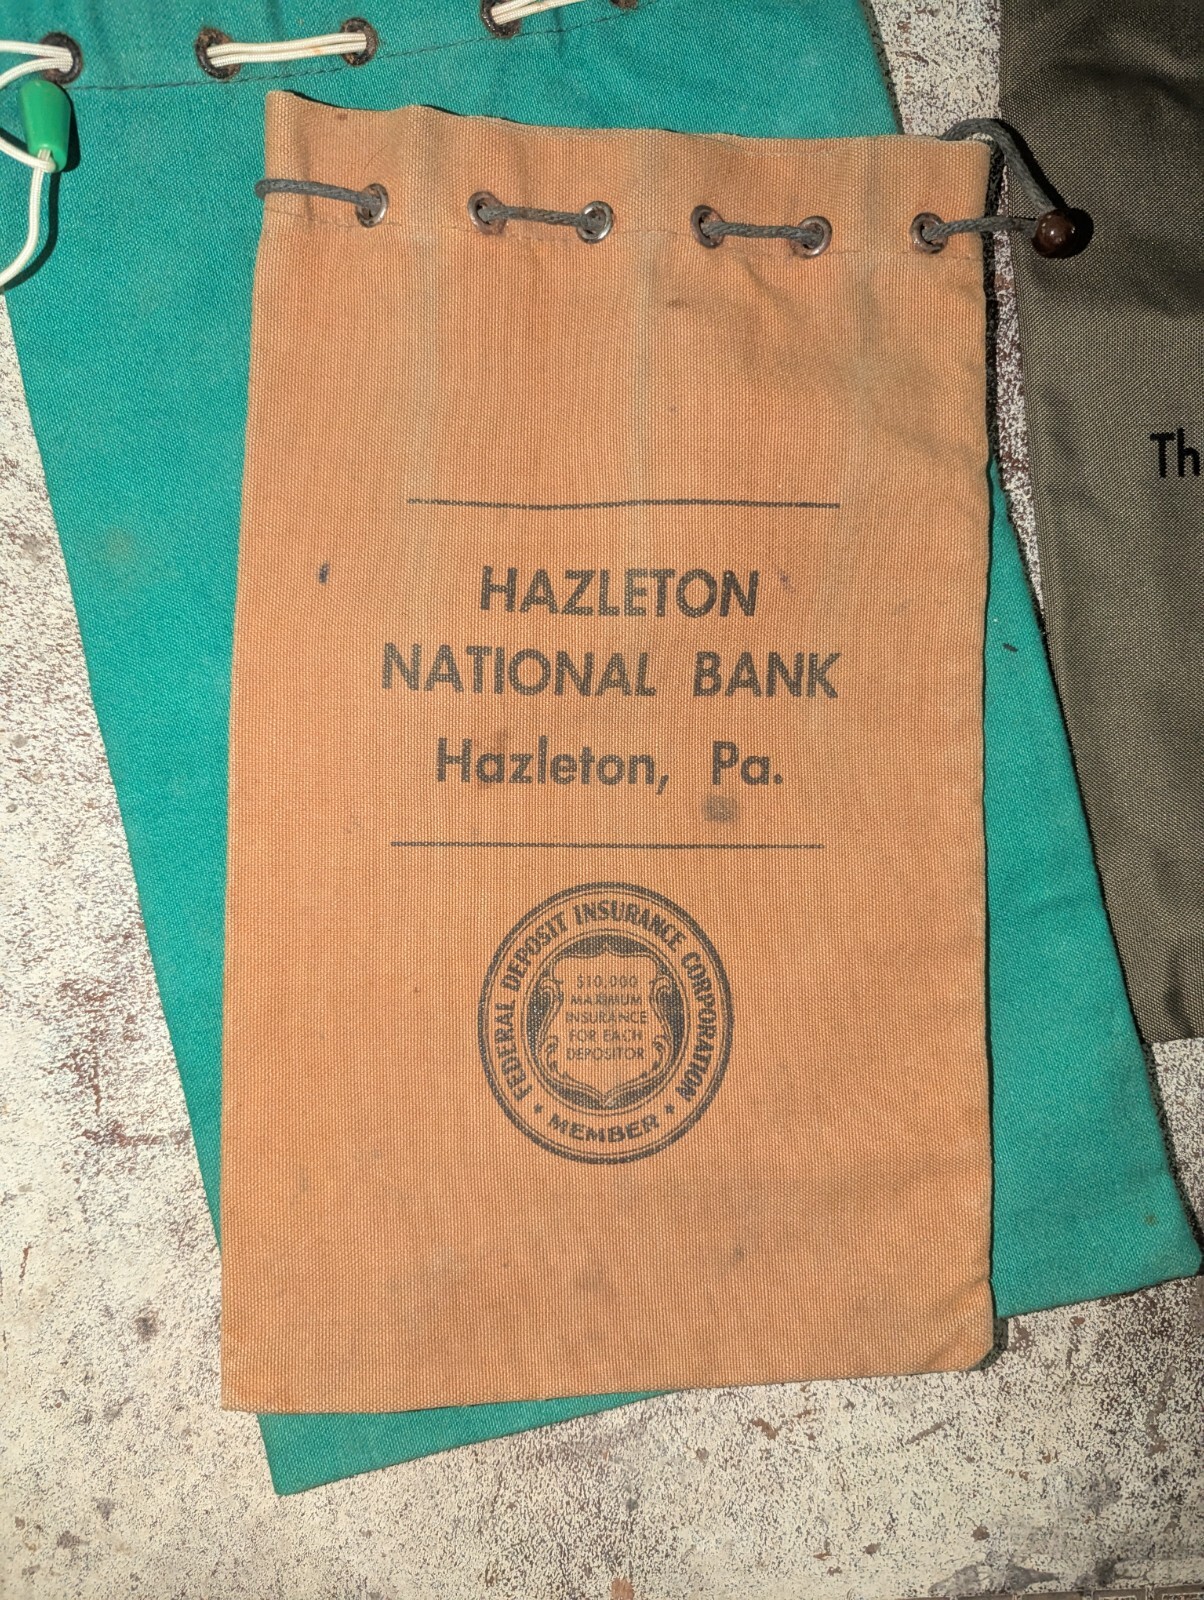 HAZLETON
NATIONAL BANK
Hazleton, Pa.
FEDERAL DEPOSIT INSURANCE CORPORATION
$10,000
MAXIMUM
INSURANCE
FOR EACH
DEPOSITOR
MEMBER
Th